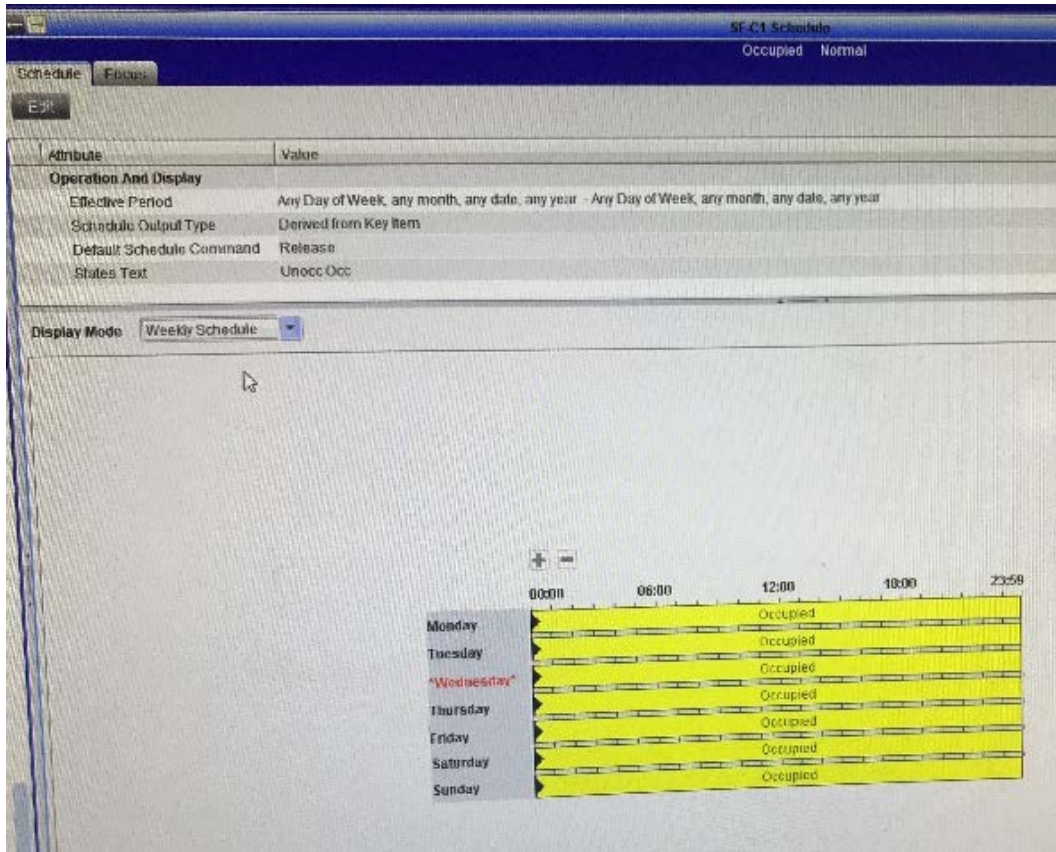 SF-C1 Schedule
Occupied Normal
Schedule Focus
Edit
Attribute Value
Operation And Display
Effective Period Any Day of Week, any month, any date, any year - Any Day of Week, any month, any date, any year
Schedule Output Type Derived from Key Item
Default Schedule Command Release
States Text Unocc Occ
Display Mode Weekly Schedule
00:00 06:00 12:00 18:00 23:59
Monday Occupied
Tuesday Occupied
*Wednesday* Occupied
Thursday Occupied
Friday Occupied
Saturday Occupied
Sunday Occupied